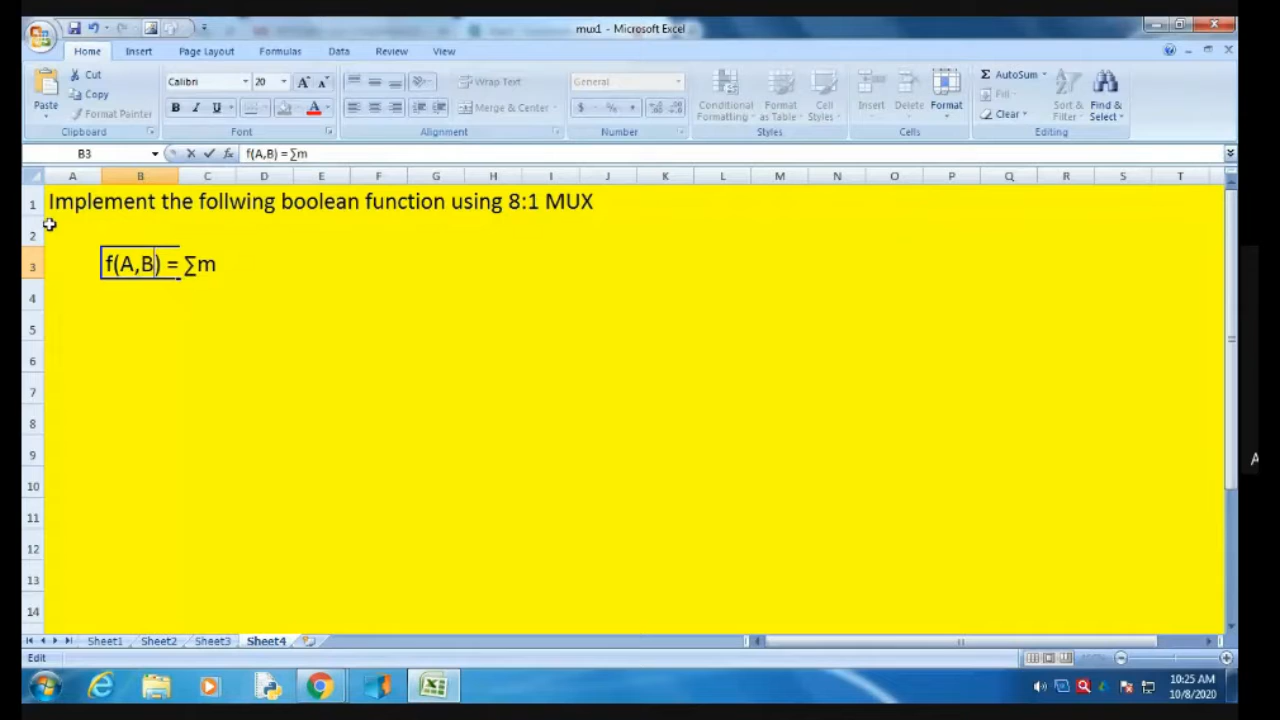 mux1 - Microsoft Excel
Home Insert Page Layout Formulas Data Review View
Cut
Copy
Format Painter
Paste
Clipboard
Calibri 20
B I U
Font
Wrap Text
Merge & Center
Alignment
General
$ % ,
Number
Conditional Formatting
Format as Table
Cell Styles
Styles
Insert Delete Format
Cells
Σ AutoSum
Fill
Clear
Sort & Filter
Find & Select
Editing
B3 fx f(A,B) = ∑m
A B C D E F G H I J K L M N O P Q R S T
1 Implement the follwing boolean function using 8:1 MUX
2
3 f(A,B) = ∑m
4
5
6
7
8
9
10
11
12
13
14
Sheet1 Sheet2 Sheet3 Sheet4
Edit
10:25 AM
10/8/2020